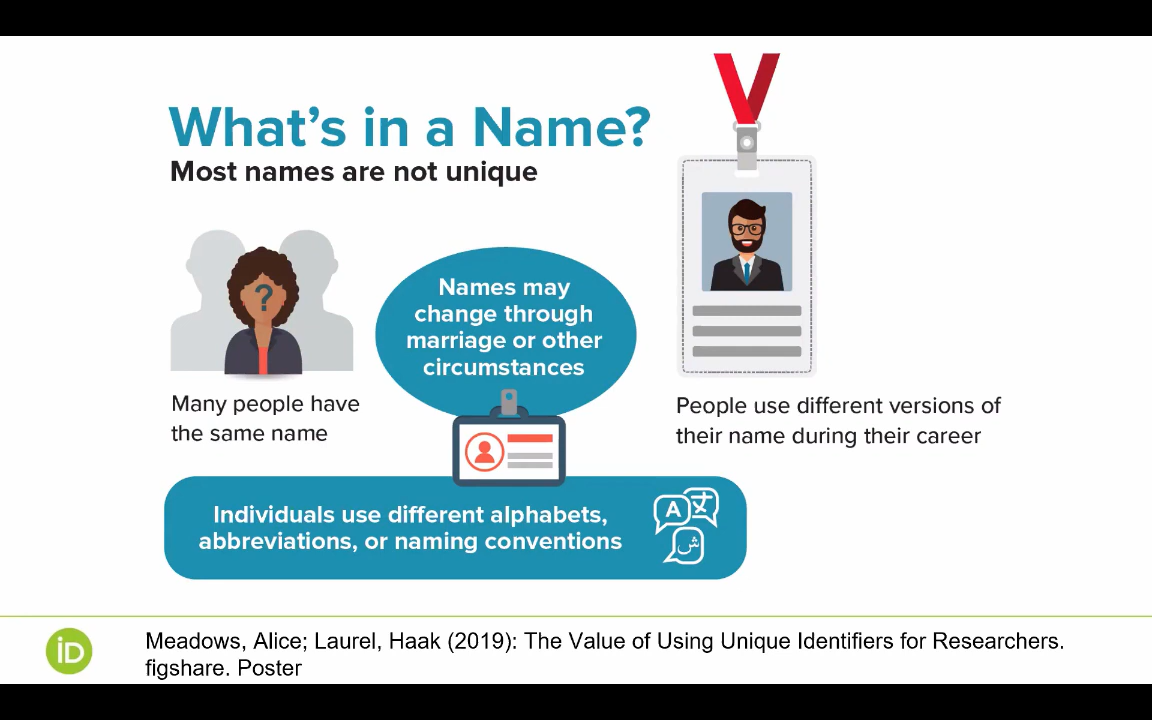 What's in a Name?
Most names are not unique
?
Names may
change through
marriage or other
circumstances
Many people have
the same name
People use different versions of
their name during their career
Individuals use different alphabets,
abbreviations, or naming conventions
A 文
ش
iD
Meadows, Alice; Laurel, Haak (2019): The Value of Using Unique Identifiers for Researchers.
figshare. Poster